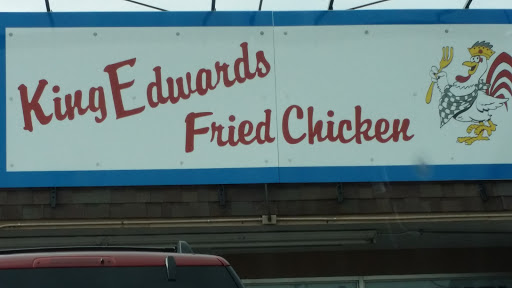 King Edwards
Fried Chicken